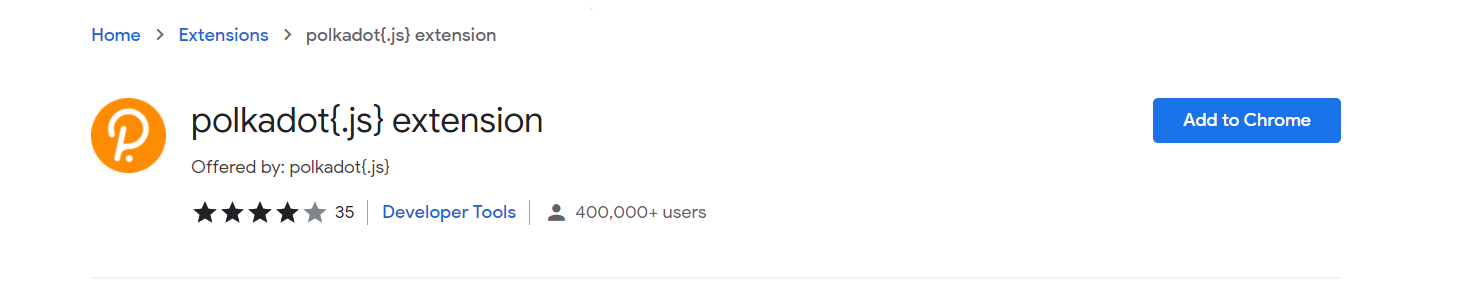 Home > Extensions > polkadot{.js} extension
polkadot{.js} extension
Add to Chrome
Offered by: polkadot{.js}
35 | Developer Tools | 400,000+ users